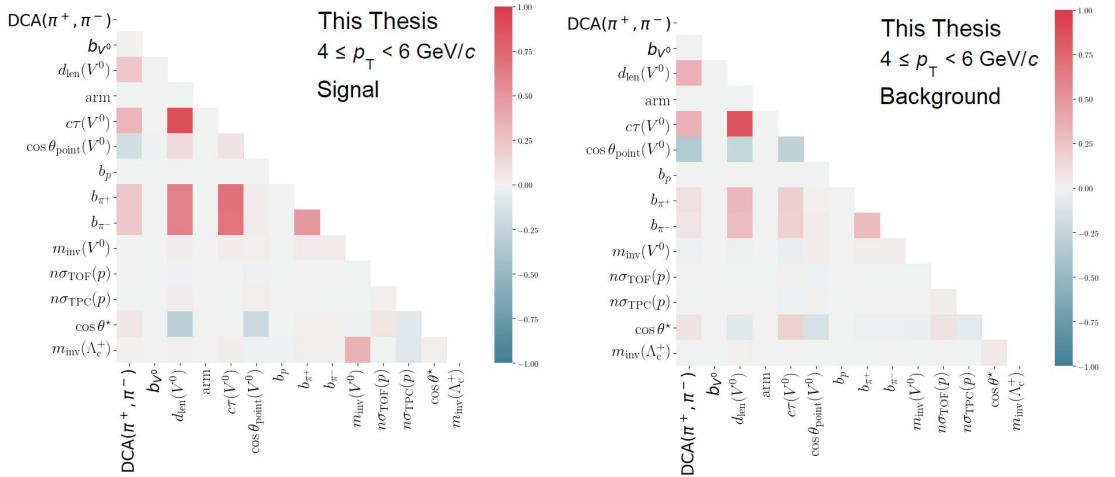 This Thesis
4 ≤ p_T < 6 GeV/c
Signal
DCA(π⁺, π⁻)
b_V⁰
d_len(V⁰)
arm
cτ(V⁰)
cos θ_point(V⁰)
b_p
b_π⁺
b_π⁻
m_inv(V⁰)
nσ_TOF(p)
nσ_TPC(p)
cos θ*
m_inv(Λ_c⁺)
DCA(π⁺, π⁻)
b_V⁰
d_len(V⁰)
arm
cτ(V⁰)
cos θ_point(V⁰)
b_p
b_π⁺
b_π⁻
m_inv(V⁰)
nσ_TOF(p)
nσ_TPC(p)
cos θ*
m_inv(Λ_c⁺)
1.00
0.75
0.50
0.25
0.00
−0.25
−0.50
−0.75
−1.00
This Thesis
4 ≤ p_T < 6 GeV/c
Background
DCA(π⁺, π⁻)
b_V⁰
d_len(V⁰)
arm
cτ(V⁰)
cos θ_point(V⁰)
b_p
b_π⁺
b_π⁻
m_inv(V⁰)
nσ_TOF(p)
nσ_TPC(p)
cos θ*
m_inv(Λ_c⁺)
DCA(π⁺, π⁻)
b_V⁰
d_len(V⁰)
arm
cτ(V⁰)
cos θ_point(V⁰)
b_p
b_π⁺
b_π⁻
m_inv(V⁰)
nσ_TOF(p)
nσ_TPC(p)
cos θ*
m_inv(Λ_c⁺)
1.00
0.75
0.50
0.25
0.00
−0.25
−0.50
−0.75
−1.00